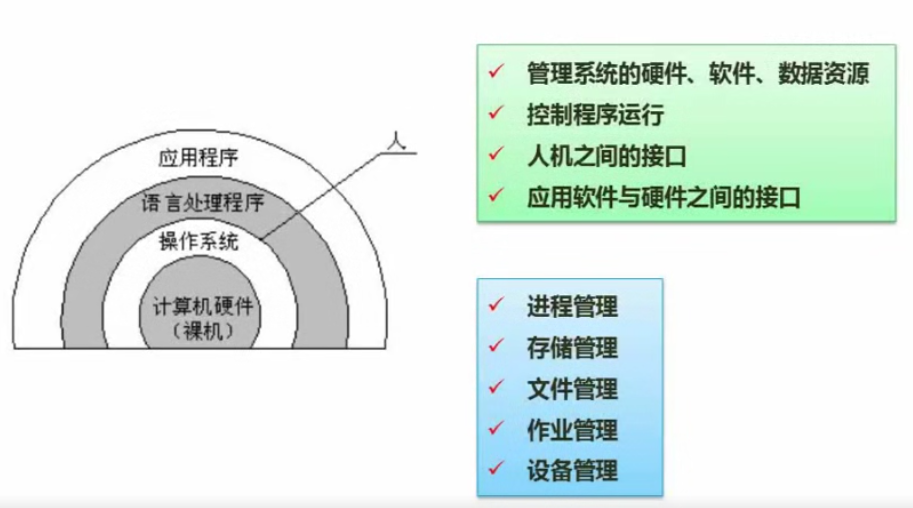 人
应用程序
语言处理程序
操作系统
计算机硬件
（裸机）
管理系统的硬件、软件、数据资源
控制程序运行
人机之间的接口
应用软件与硬件之间的接口
进程管理
存储管理
文件管理
作业管理
设备管理